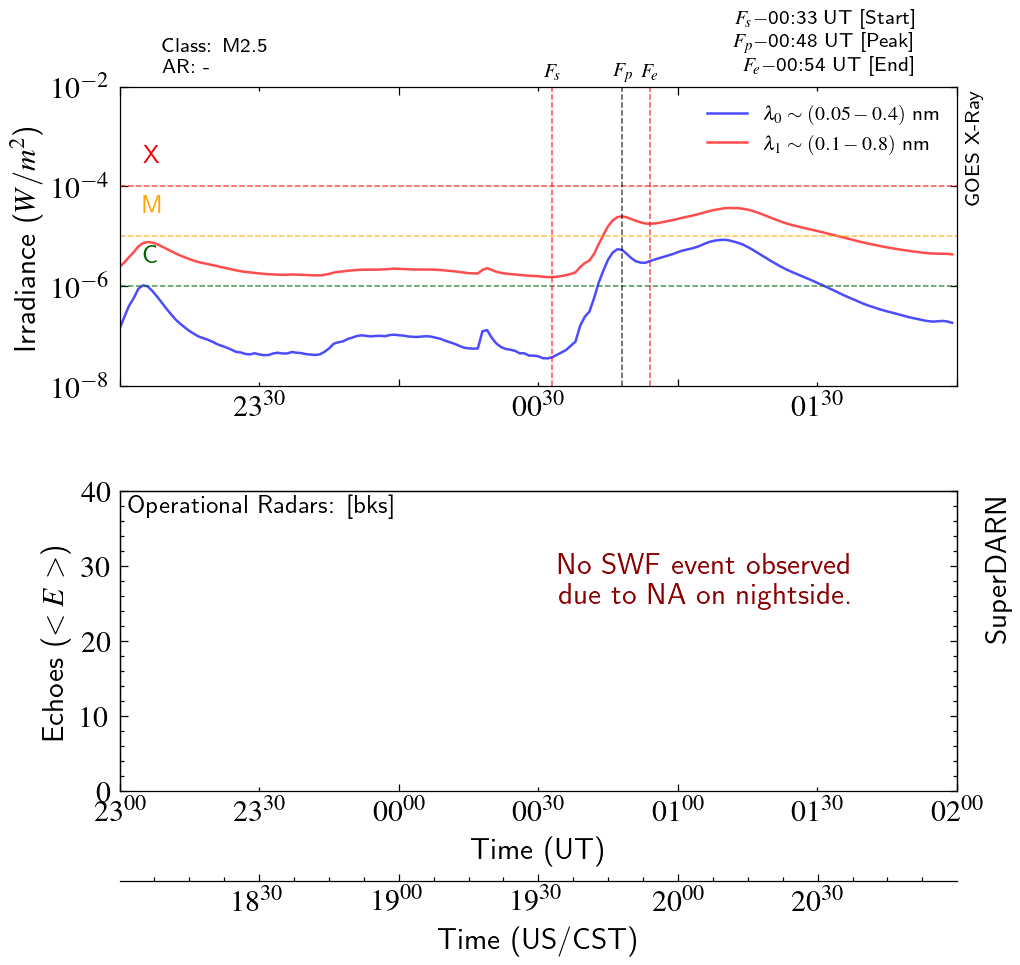 Class: M2.5
AR: -
F_s−00:33 UT [Start]
F_p−00:48 UT [Peak]
F_e−00:54 UT [End]
F_s F_p F_e
λ_0 ∼ (0.05 − 0.4) nm
λ_1 ∼ (0.1 − 0.8) nm
X
M
C
10^−2
10^−4
10^−6
10^−8
Irradiance (W/m^2)
GOES X-Ray
23^30 00^30 01^30
Operational Radars: [bks]
No SWF event observed
due to NA on nightside.
40
30
20
10
0
Echoes (< E >)
SuperDARN
23^00 23^30 00^00 00^30 01^00 01^30 02^00
Time (UT)
18^30 19^00 19^30 20^00 20^30
Time (US/CST)